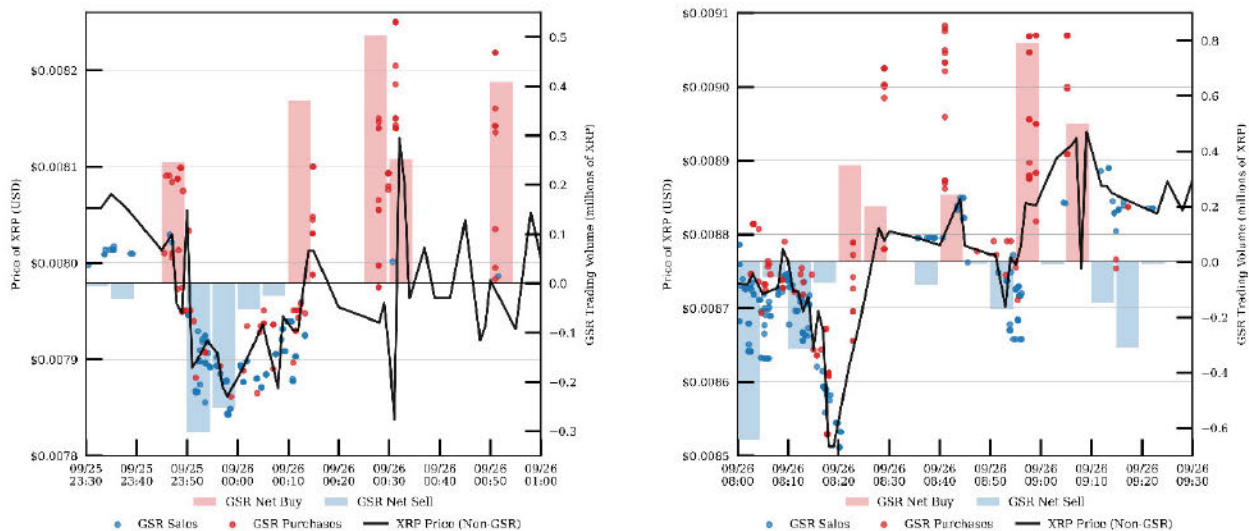 $0.0082
$0.0081
$0.0080
$0.0079
$0.0078
Price of XRP (USD)
0.5
0.4
0.3
0.2
0.1
0.0
−0.1
−0.2
−0.3
GSR Trading Volume (millions of XRP)
09/25 09/25 09/25 09/26 09/26 09/26 09/26 09/26 09/26 09/26
23:30 23:40 23:50 00:00 00:10 00:20 00:30 00:40 00:50 01:00
GSR Net Buy GSR Net Sell
GSR Sales GSR Purchases XRP Price (Non-GSR)
$0.0091
$0.0090
$0.0089
$0.0088
$0.0087
$0.0086
$0.0085
Price of XRP (USD)
0.8
0.6
0.4
0.2
0.0
−0.2
−0.4
−0.6
GSR Trading Volume (millions of XRP)
09/26 09/26 09/26 09/26 09/26 09/26 09/26 09/26 09/26 09/26
08:00 08:10 08:20 08:30 08:40 08:50 09:00 09:10 09:20 09:30
GSR Net Buy GSR Net Sell
GSR Sales GSR Purchases XRP Price (Non-GSR)